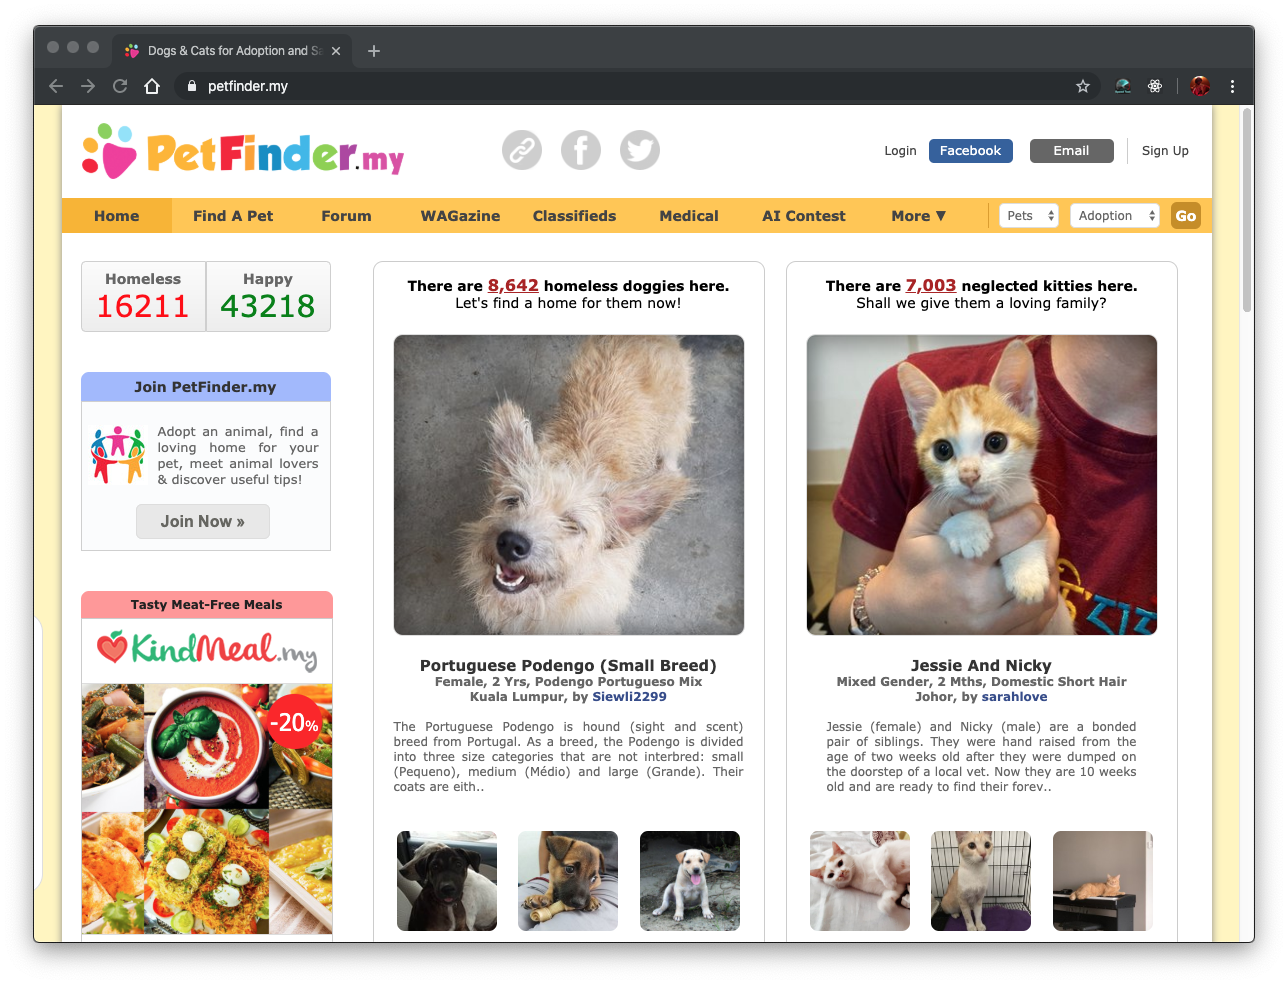 Dogs & Cats for Adoption and Sa
petfinder.my
PetFinder.my
Login
Facebook
Email
Sign Up
Home
Find A Pet
Forum
WAGazine
Classifieds
Medical
AI Contest
More ▼
Pets
Adoption
Go
Homeless
16211
Happy
43218
Join PetFinder.my
Adopt an animal, find a
loving home for your
pet, meet animal lovers
& discover useful tips!
Join Now »
Tasty Meat-Free Meals
KindMeal.my
-20%
There are 8,642 homeless doggies here.
Let's find a home for them now!
Portuguese Podengo (Small Breed)
Female, 2 Yrs, Podengo Portugueso Mix
Kuala Lumpur, by Siewli2299
The Portuguese Podengo is hound (sight and scent)
breed from Portugal. As a breed, the Podengo is divided
into three size categories that are not interbred: small
(Pequeno), medium (Médio) and large (Grande). Their
coats are eith..
There are 7,003 neglected kitties here.
Shall we give them a loving family?
Jessie And Nicky
Mixed Gender, 2 Mths, Domestic Short Hair
Johor, by sarahlove
Jessie (female) and Nicky (male) are a bonded
pair of siblings. They were hand raised from the
age of two weeks old after they were dumped on
the doorstep of a local vet. Now they are 10 weeks
old and are ready to find their forev..